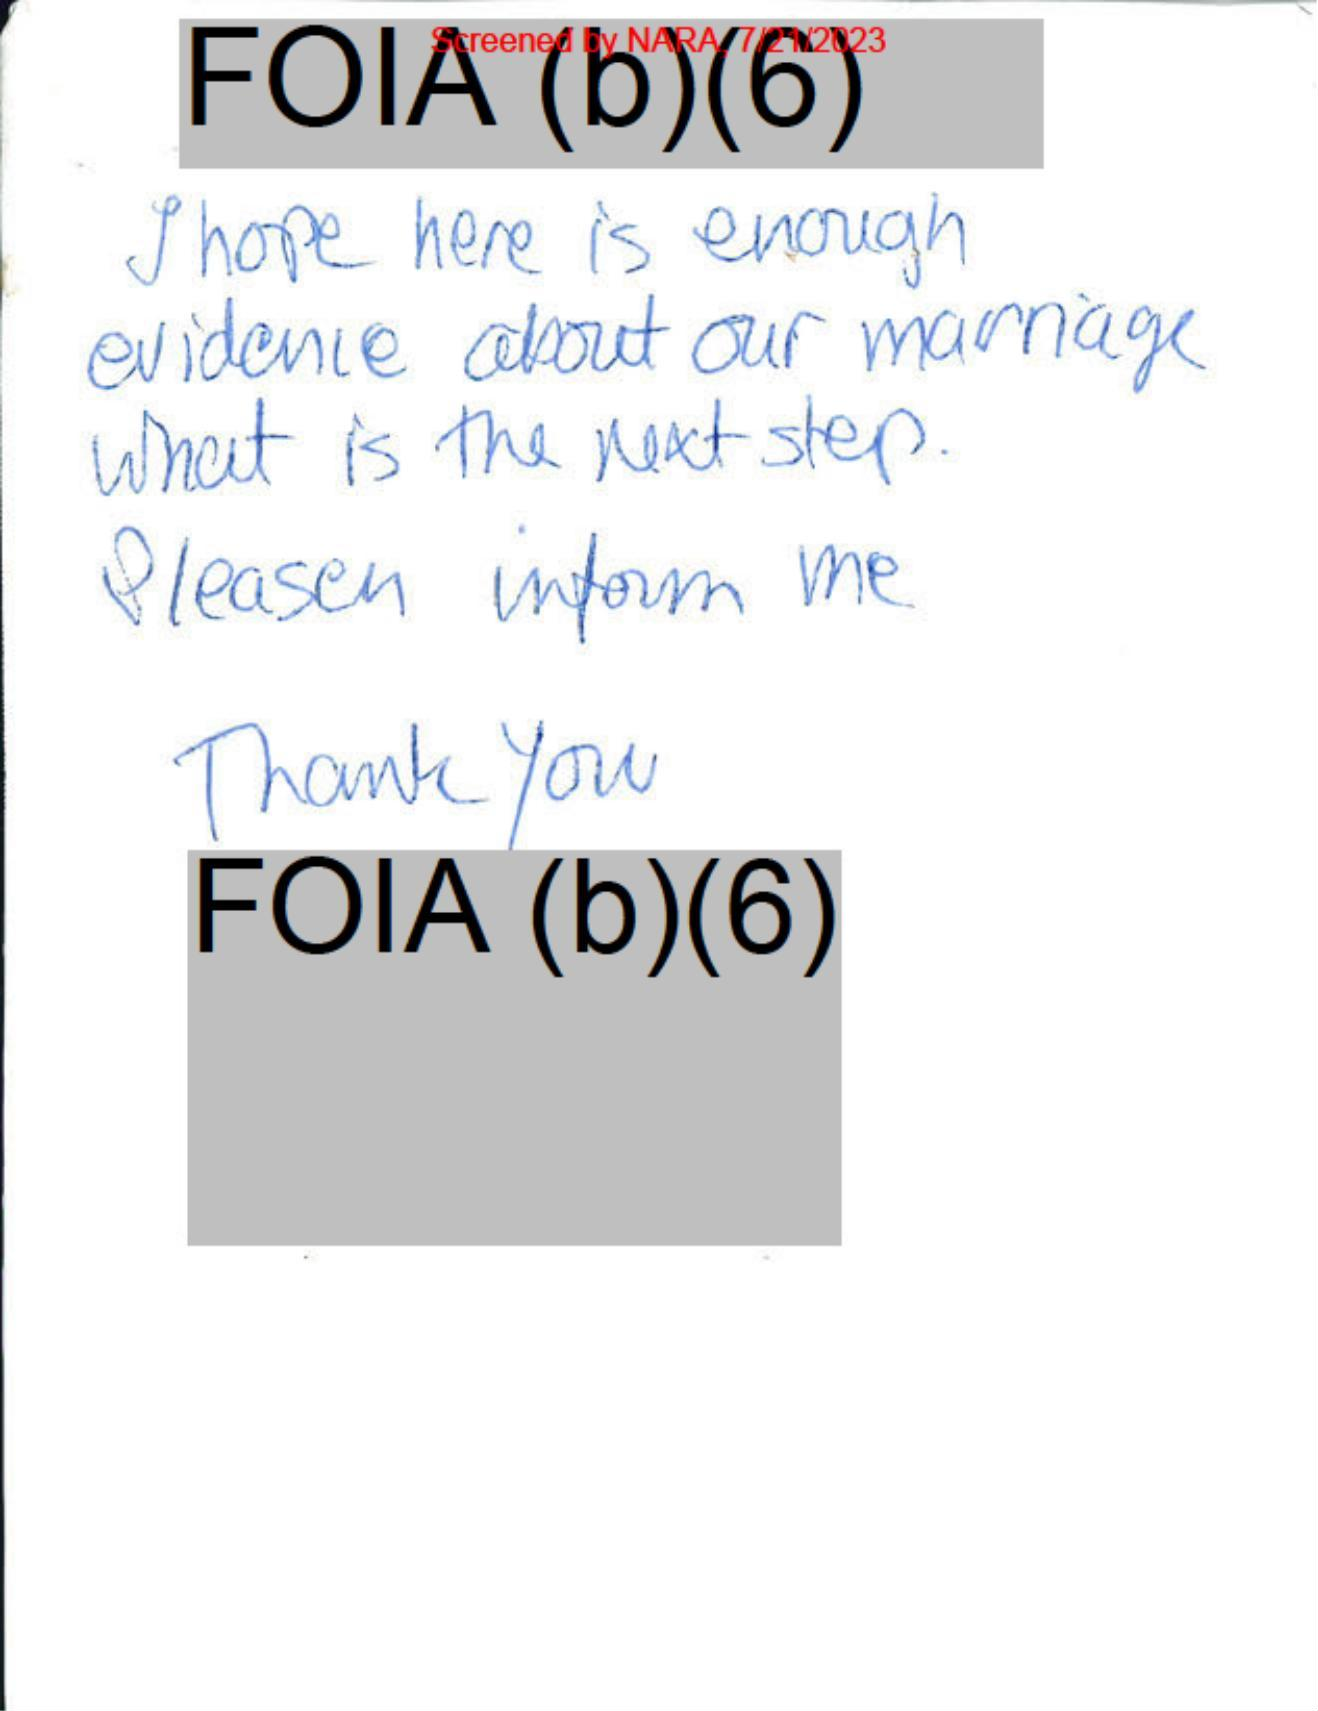 Screened by NARA, 7/21/2023
FOIA (b)(6)
I hope here is enough
evidence about our marriage
what is the next step.
Pleasen inform me
Thank You
FOIA (b)(6)